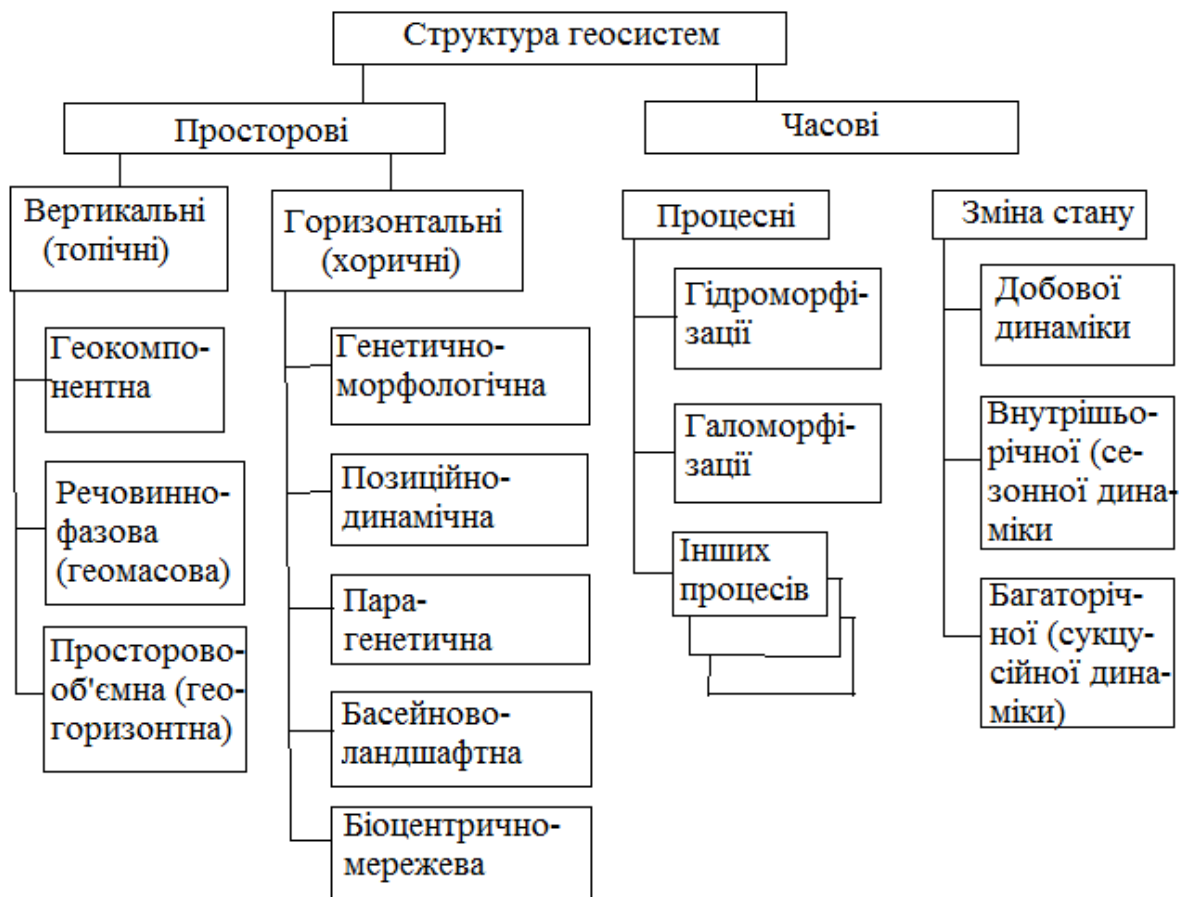 Структура геосистем
Просторові
Часові
Вертикальні
(топічні)
Геокомпо-
нентна
Речовинно-
фазова
(геомасова)
Просторово-
об'ємна (гео-
горизонтна)
Горизонтальні
(хоричні)
Генетично-
морфологічна
Позиційно-
динамічна
Пара-
генетична
Басейново-
ландшафтна
Біоцентрично-
мережева
Процесні
Гідроморфі-
зації
Галоморфі-
зації
Інших
процесів
Зміна стану
Добової
динаміки
Внутрішьо-
річної (се-
зонної дина-
міки
Багаторіч-
ної (сукцу-
сійної дина-
міки)